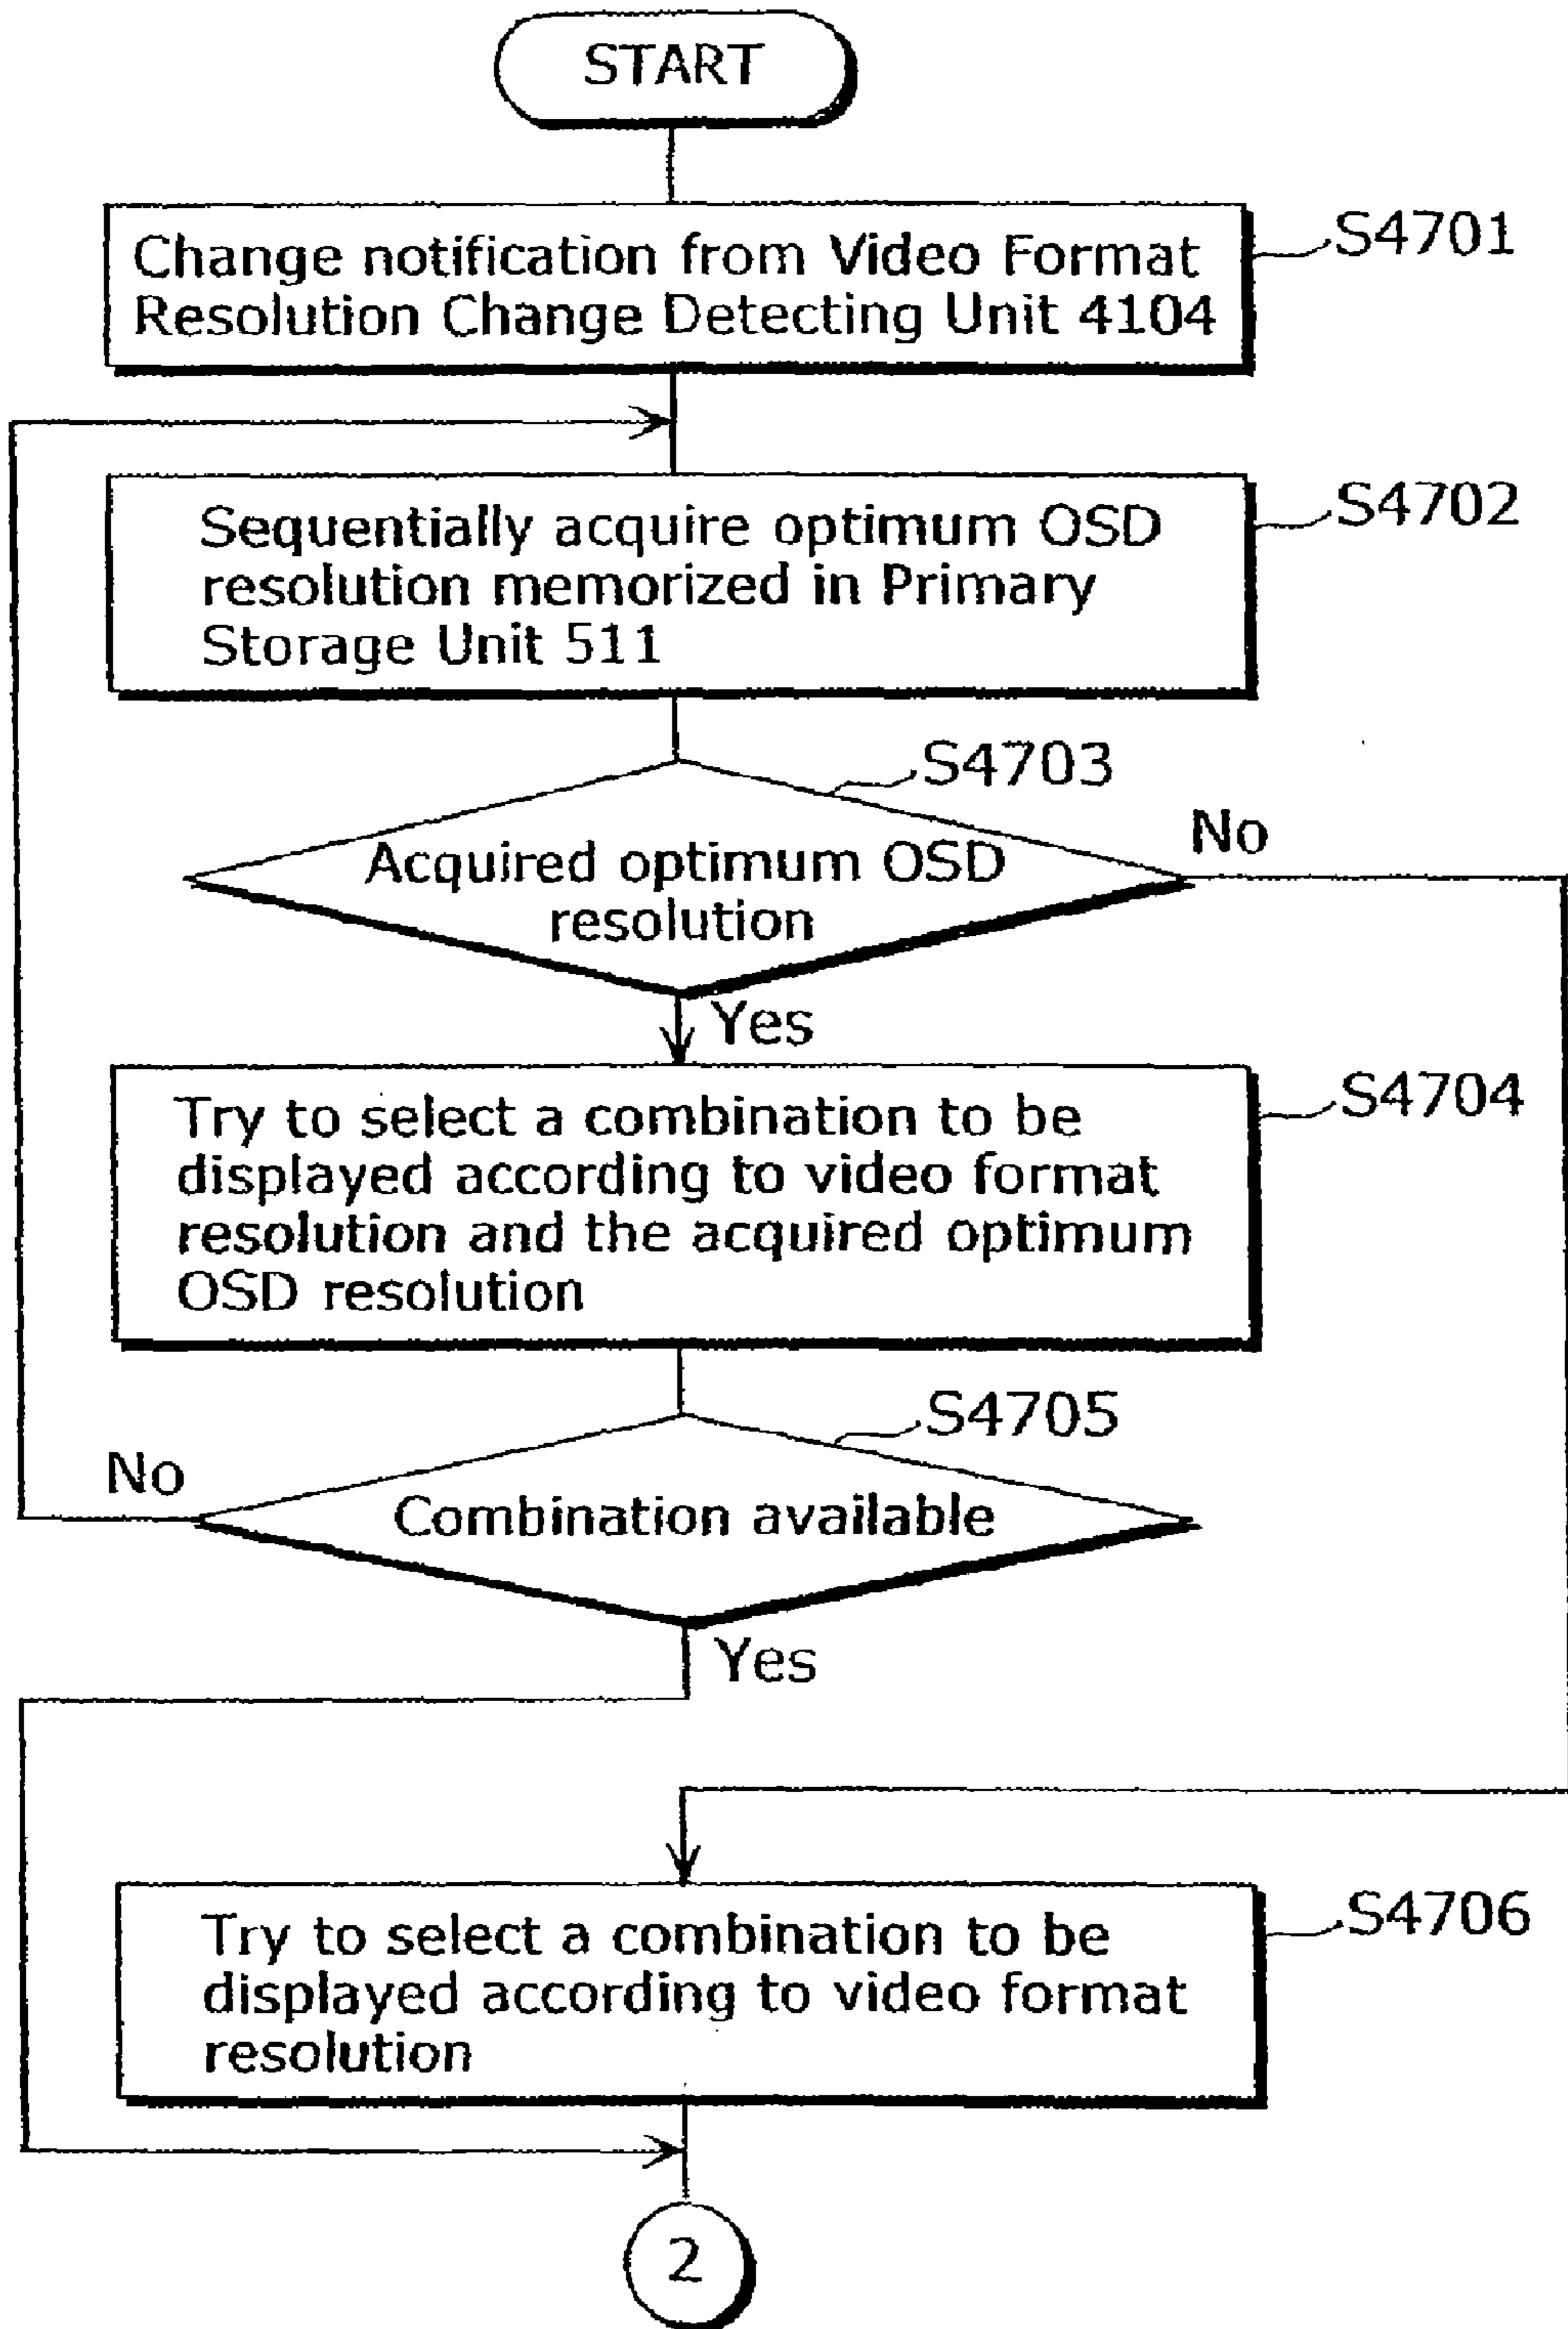 START
Change notification from Video Format
Resolution Change Detecting Unit 4104
S4701
Sequentially acquire optimum OSD
resolution memorized in Primary
Storage Unit 511
S4702
S4703
Acquired optimum OSD
resolution
No
Yes
Try to select a combination to be
displayed according to video format
resolution and the acquired optimum
OSD resolution
S4704
S4705
Combination available
No
Yes
Try to select a combination to be
displayed according to video format
resolution
S4706
2